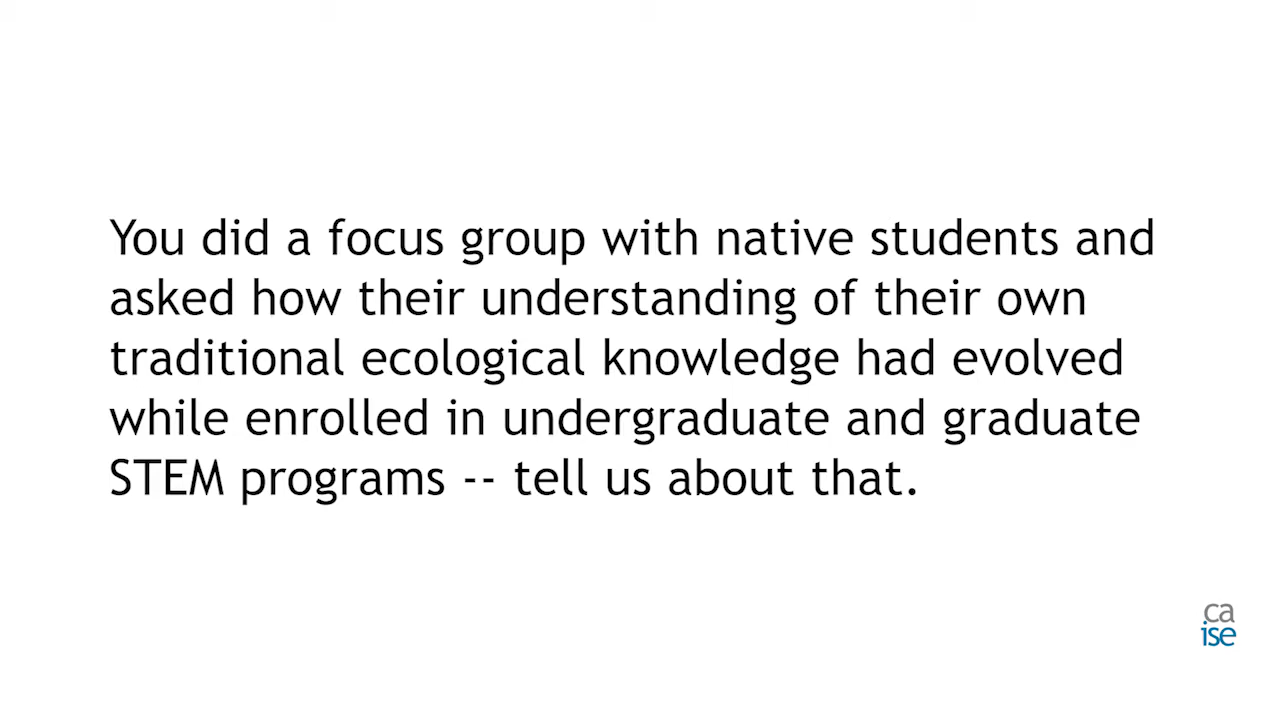 You did a focus group with native students and
asked how their understanding of their own
traditional ecological knowledge had evolved
while enrolled in undergraduate and graduate
STEM programs -- tell us about that.
ca
ise